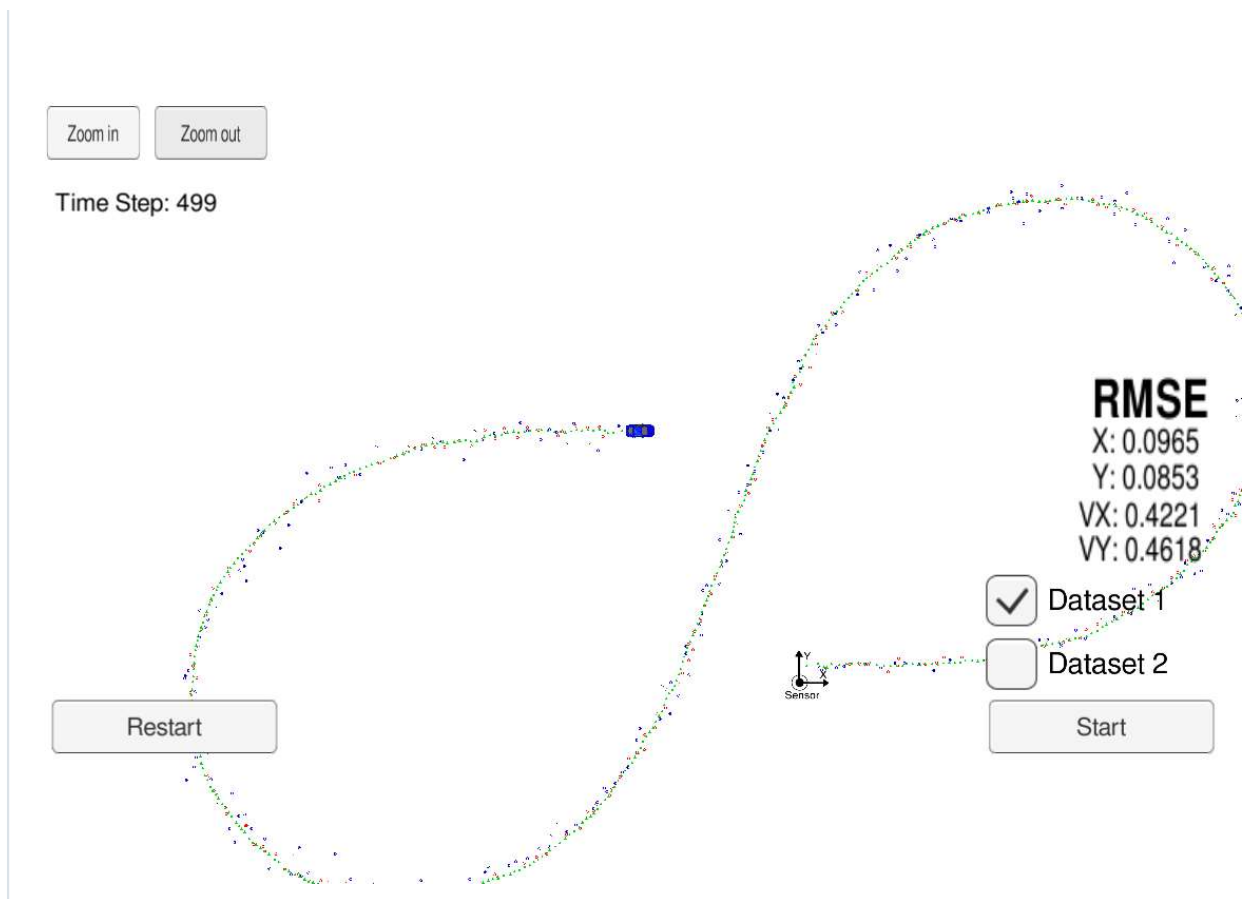 Zoom in
Zoom out
Time Step: 499
RMSE
X: 0.0965
Y: 0.0853
VX: 0.4221
VY: 0.4618
Dataset 1
Y
X
Sensor
Dataset 2
Restart
Start